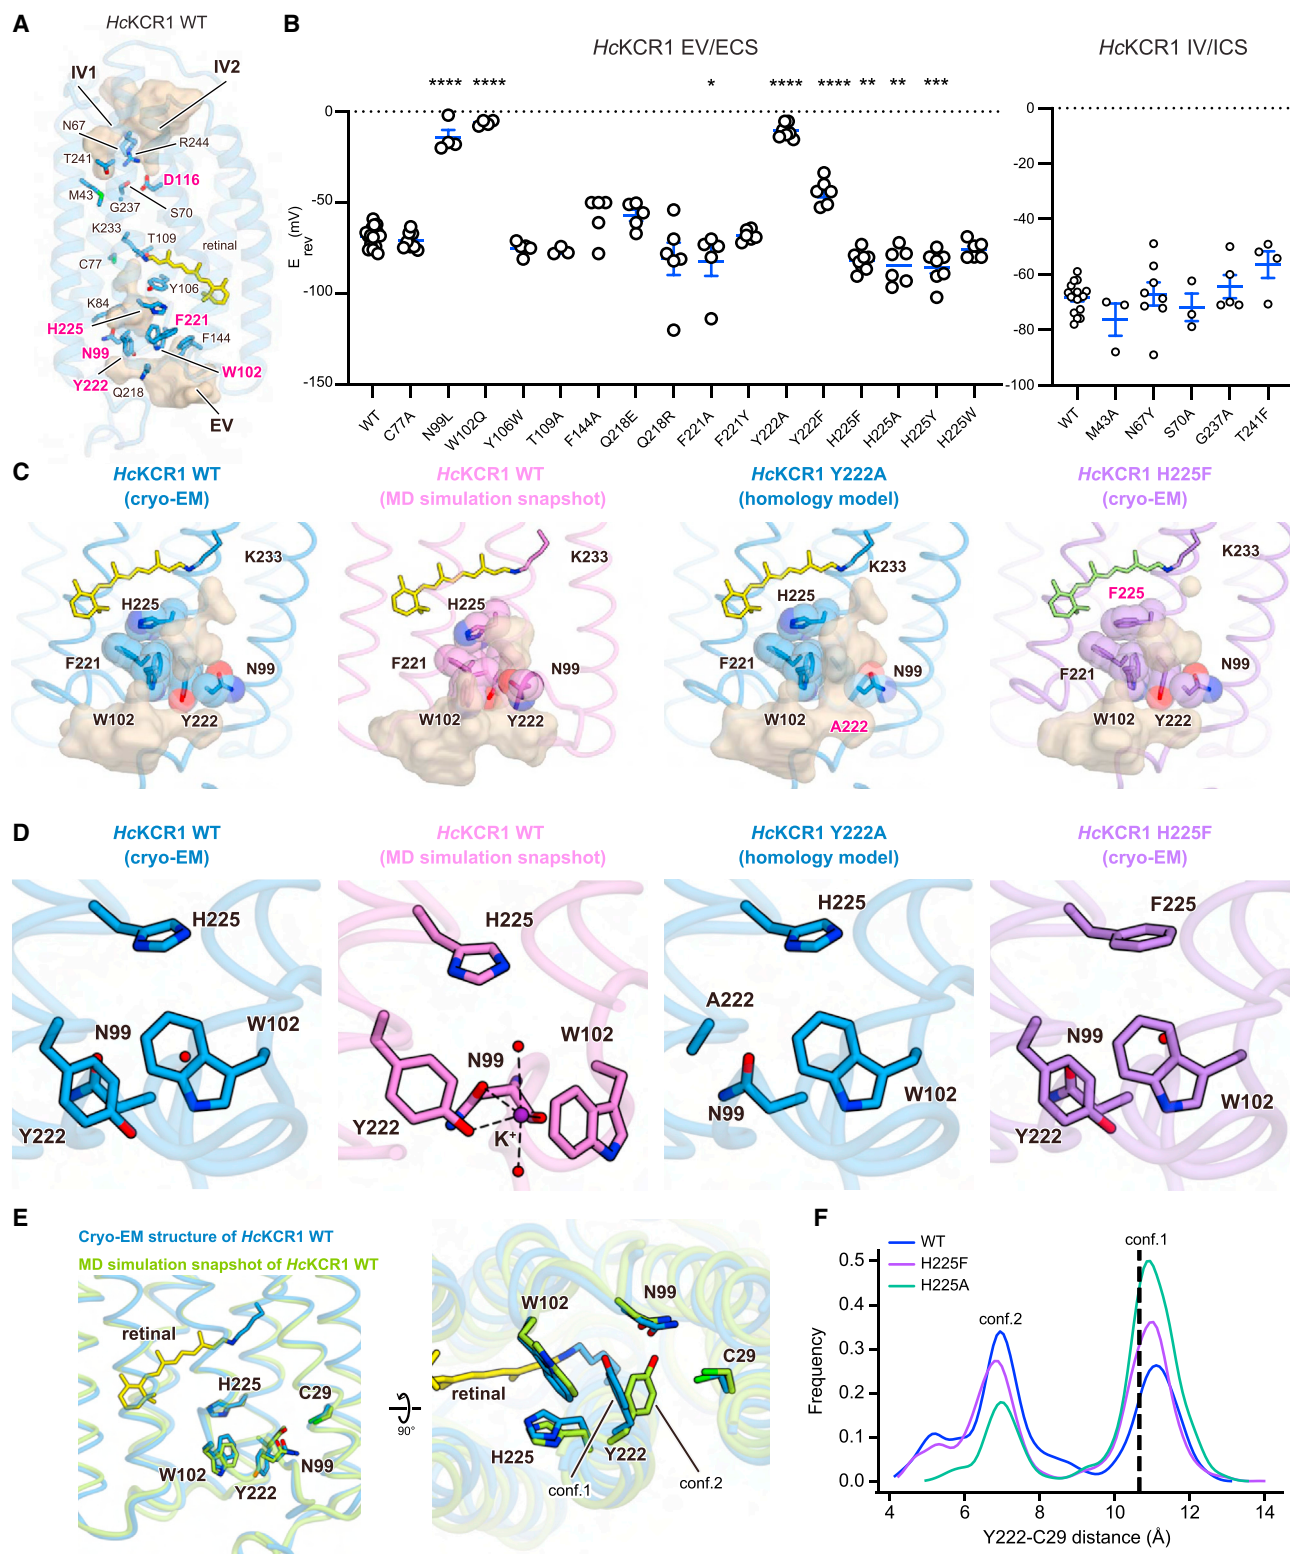 A
HcKCR1 WT
IV1
IV2
N67
R244
T241
D116
M43
G237
S70
K233
T109
retinal
C77
Y106
K84
H225
F221
N99
F144
Y222
W102
Q218
EV
B
HcKCR1 EV/ECS
**** **** * **** **** ** ** ***
E rev (mV)
0
-50
-100
-150
WT C77A N99L W102Q Y106W T109A F144A Q218E Q218R F221A F221Y Y222A Y222F H225F H225A H225Y H225W
HcKCR1 IV/ICS
0
-20
-40
-60
-80
-100
WT M43A N67Y S70A G237A T241F
C
HcKCR1 WT
(cryo-EM)
K233
H225
F221
N99
W102
Y222
HcKCR1 WT
(MD simulation snapshot)
K233
H225
F221
N99
W102
Y222
HcKCR1 Y222A
(homology model)
K233
H225
F221
N99
W102
A222
HcKCR1 H225F
(cryo-EM)
K233
F225
F221
N99
W102
Y222
D
HcKCR1 WT
(cryo-EM)
H225
N99
W102
Y222
HcKCR1 WT
(MD simulation snapshot)
H225
W102
N99
Y222
K+
HcKCR1 Y222A
(homology model)
H225
A222
N99
W102
HcKCR1 H225F
(cryo-EM)
F225
N99
W102
Y222
E
Cryo-EM structure of HcKCR1 WT
MD simulation snapshot of HcKCR1 WT
retinal
H225
C29
W102
N99
Y222
90°
W102
N99
C29
retinal
H225
Y222
conf.1
conf.2
F
WT
H225F
H225A
conf.1
conf.2
Frequency
0.5
0.4
0.3
0.2
0.1
0.0
4 6 8 10 12 14
Y222-C29 distance (Å)